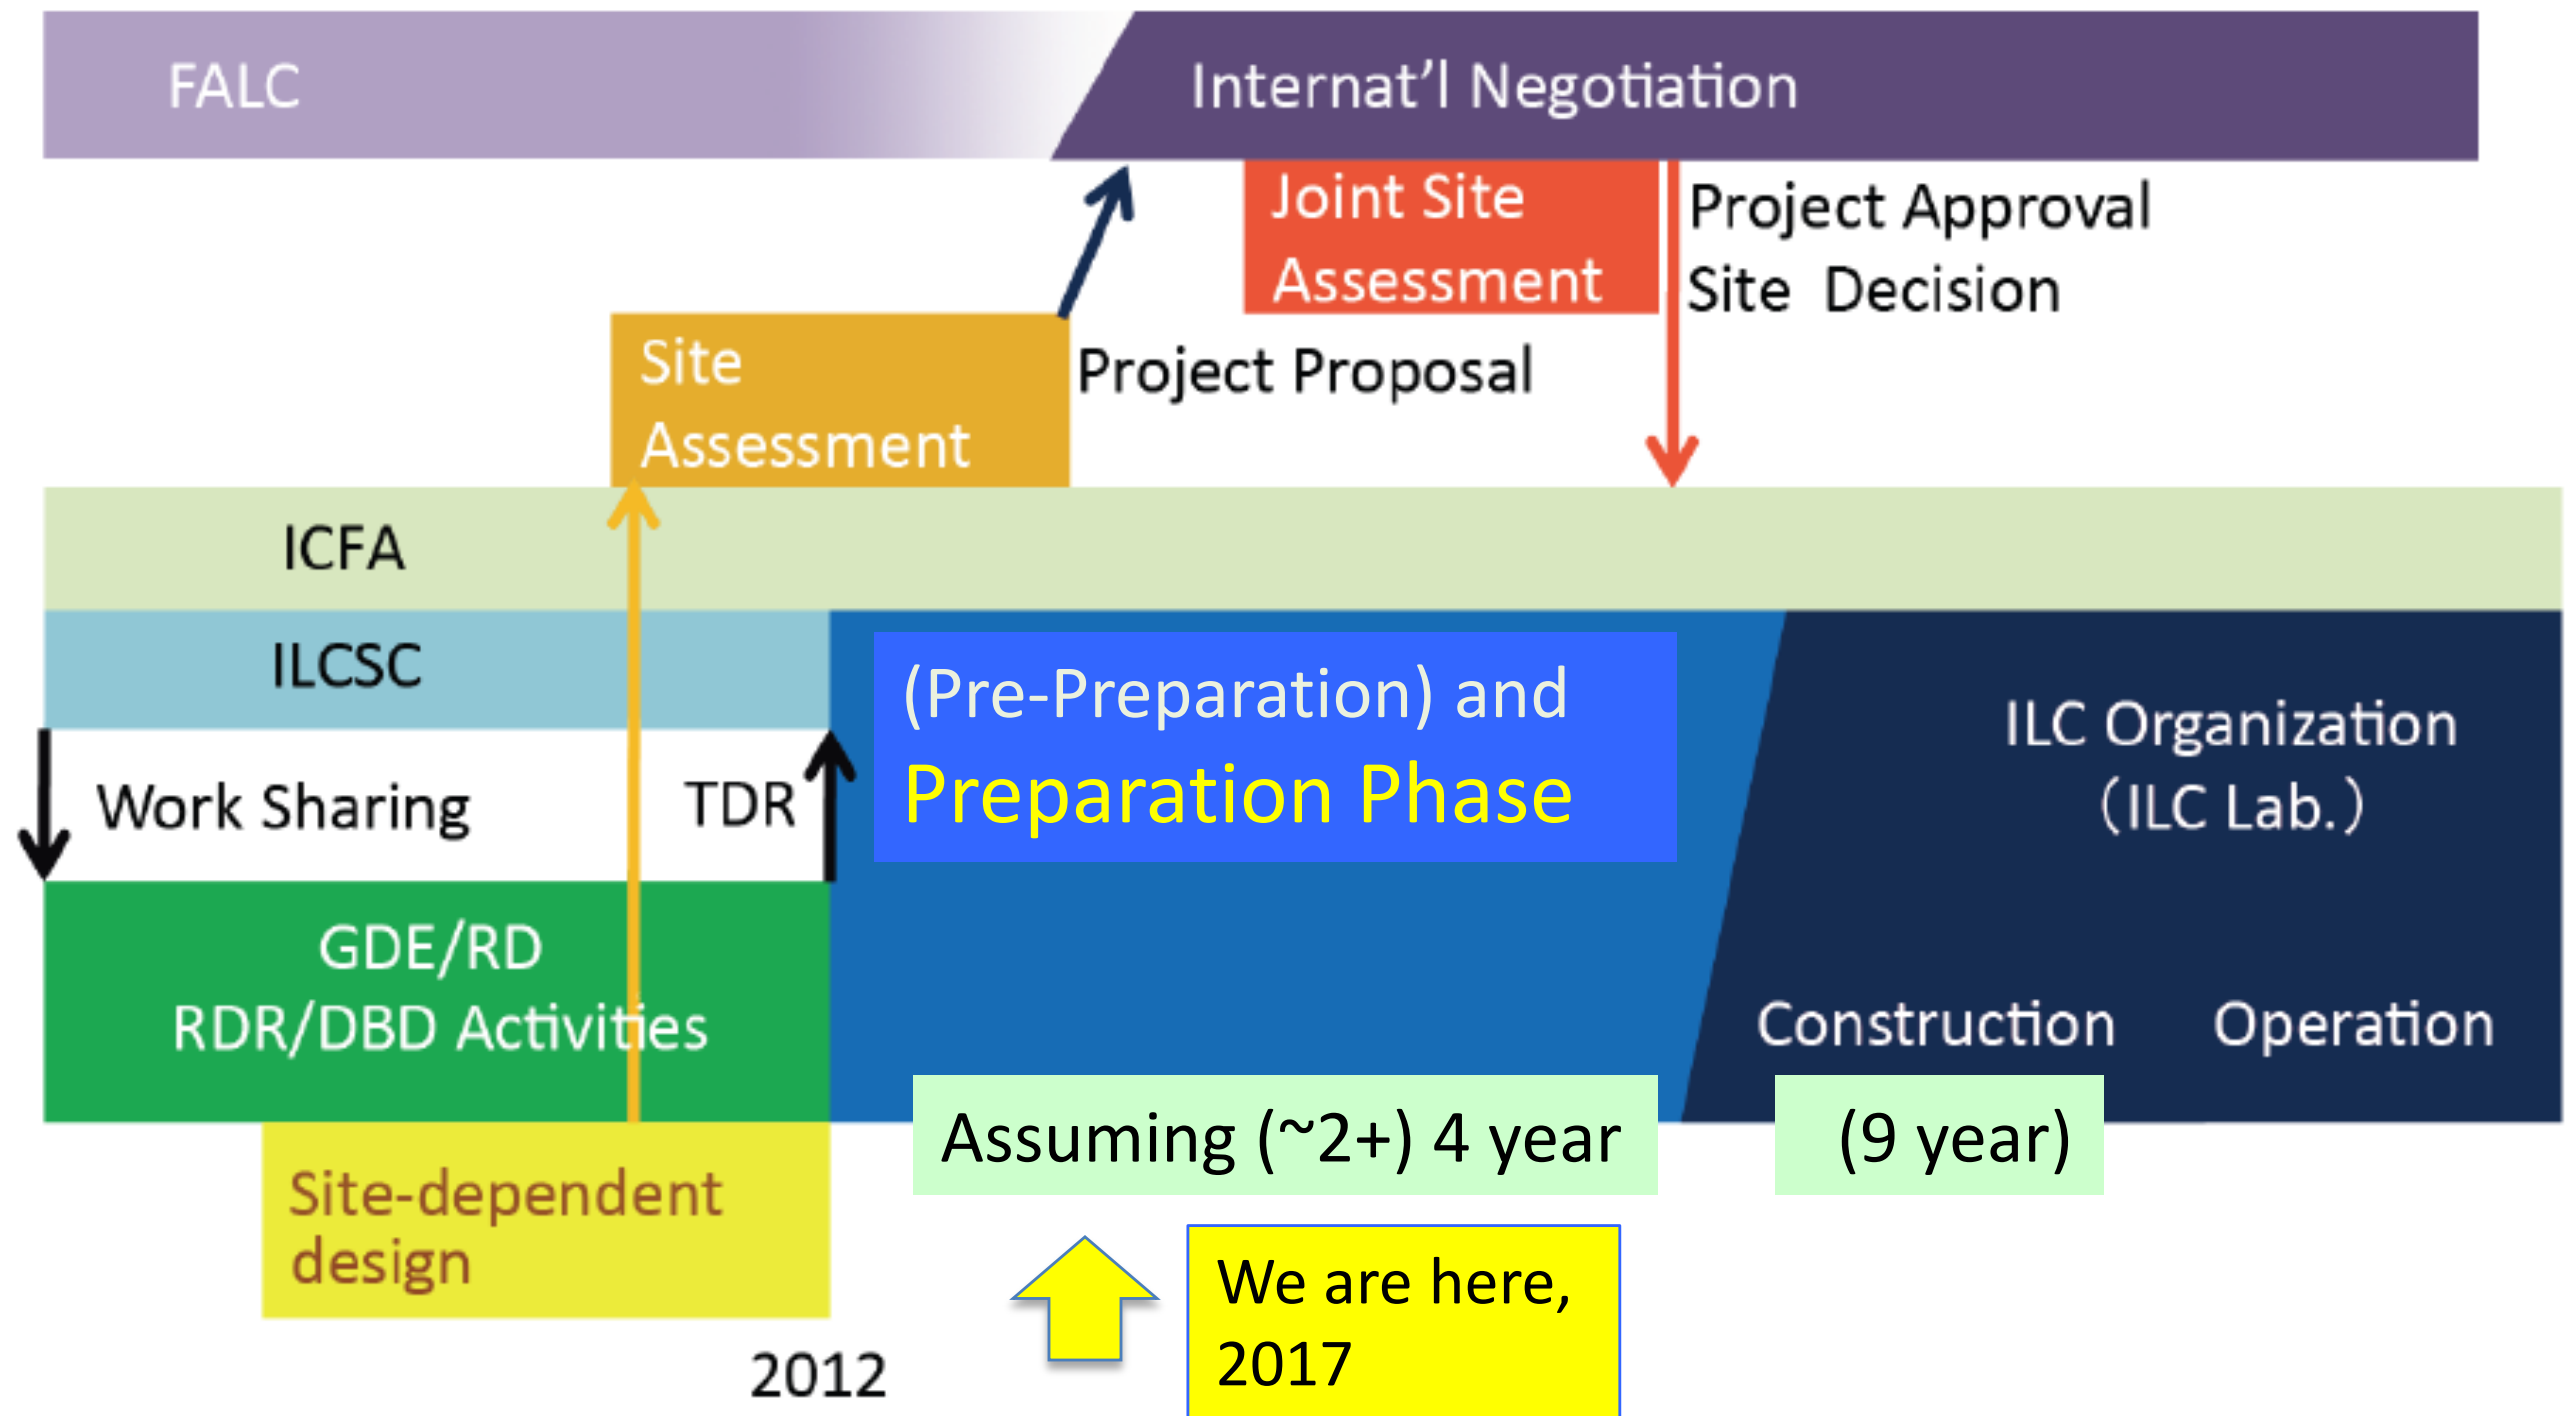 FALC
Internat’l Negotiation
Joint Site
Assessment
Project Approval
Site Decision
Site
Assessment
Project Proposal
ICFA
ILCSC
(Pre-Preparation) and
Preparation Phase
ILC Organization
(ILC Lab.)
Work Sharing
TDR
GDE/RD
RDR/DBD Activities
Construction
Operation
Assuming (~2+) 4 year
(9 year)
Site-dependent
design
We are here,
2017
2012